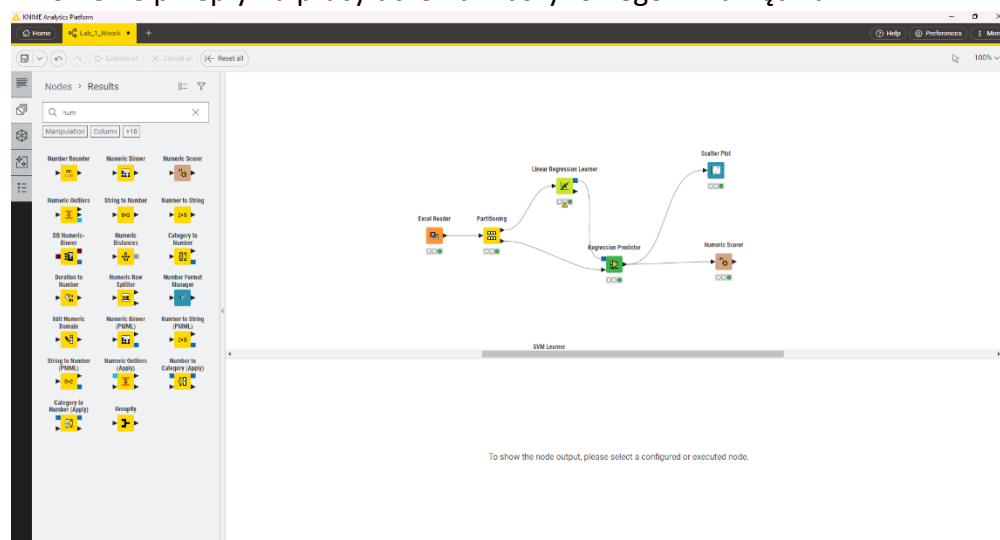 KNIME Analytics Platform
Home
Lab_1_Wozik
Help
Preferences
Execute all
Cancel all
Reset all
100%
Nodes > Results
num
Manipulation
Column
+18
Number Rounder
Numeric Binner
Numeric Scorer
Numeric Outliers
String to Number
Number to String
DB Numeric-
Binner
Numeric
Distances
Category to
Number
Duration to
Number
Numeric Row
Splitter
Number Format
Manager
Edit Numeric
Domain
Numeric Binner
(PMML)
Number to String
(PMML)
String to Number
(PMML)
Numeric Outliers
(Apply)
Number to
Category (Apply)
Category to
Number (Apply)
GroupBy
Scatter Plot
Linear Regression Learner
Excel Reader
Partitioning
Regression Predictor
Numeric Scorer
SVM Learner
To show the node output, please select a configured or executed node.